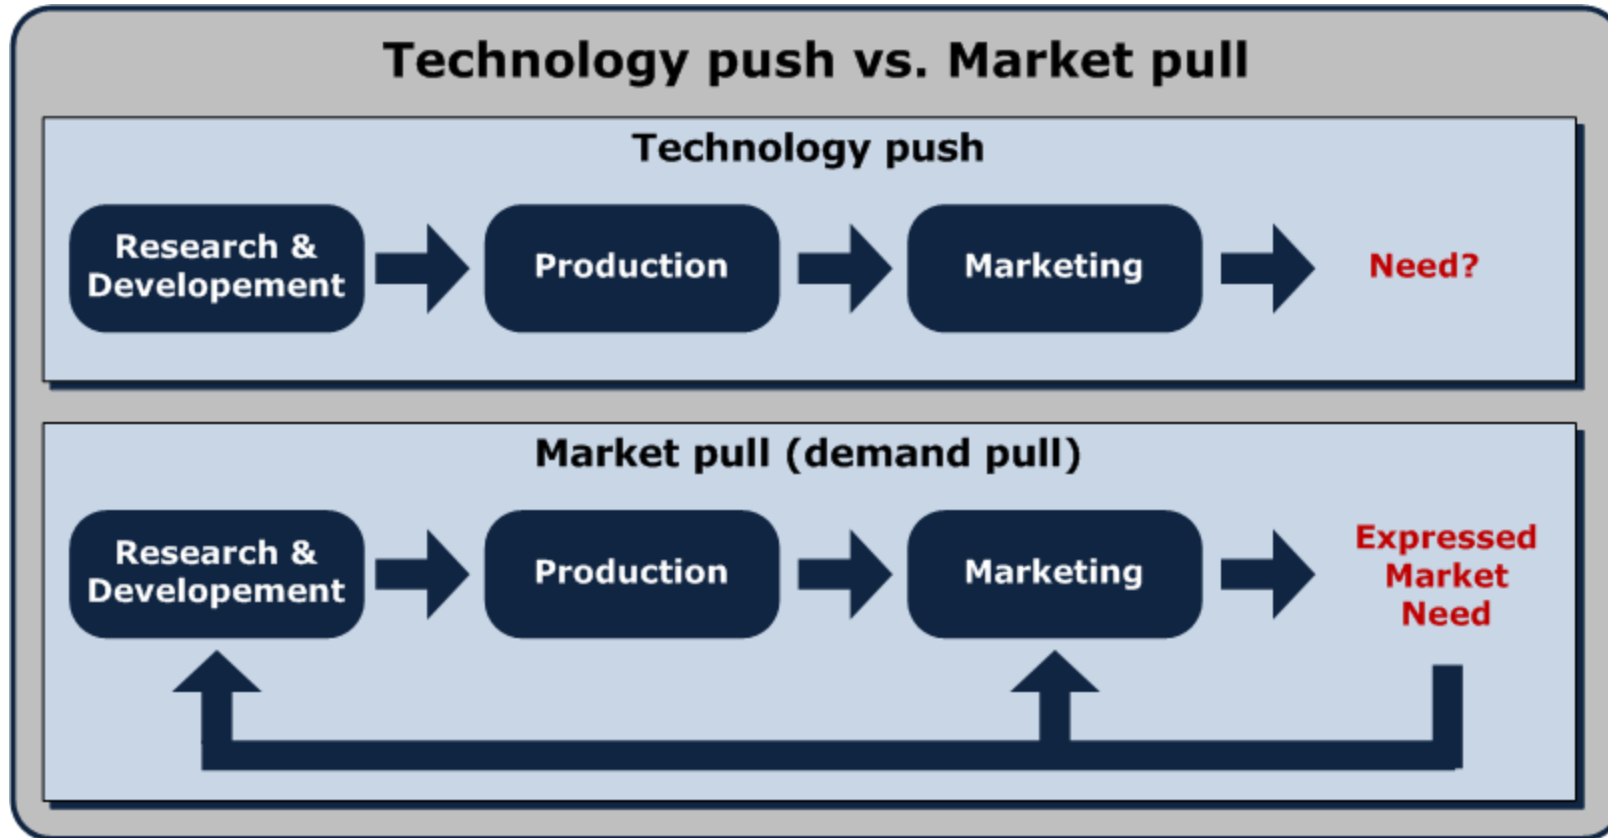 Technology push vs. Market pull
Technology push
Research &
Developement
Production
Marketing
Need?
Market pull (demand pull)
Research &
Developement
Production
Marketing
Expressed
Market
Need